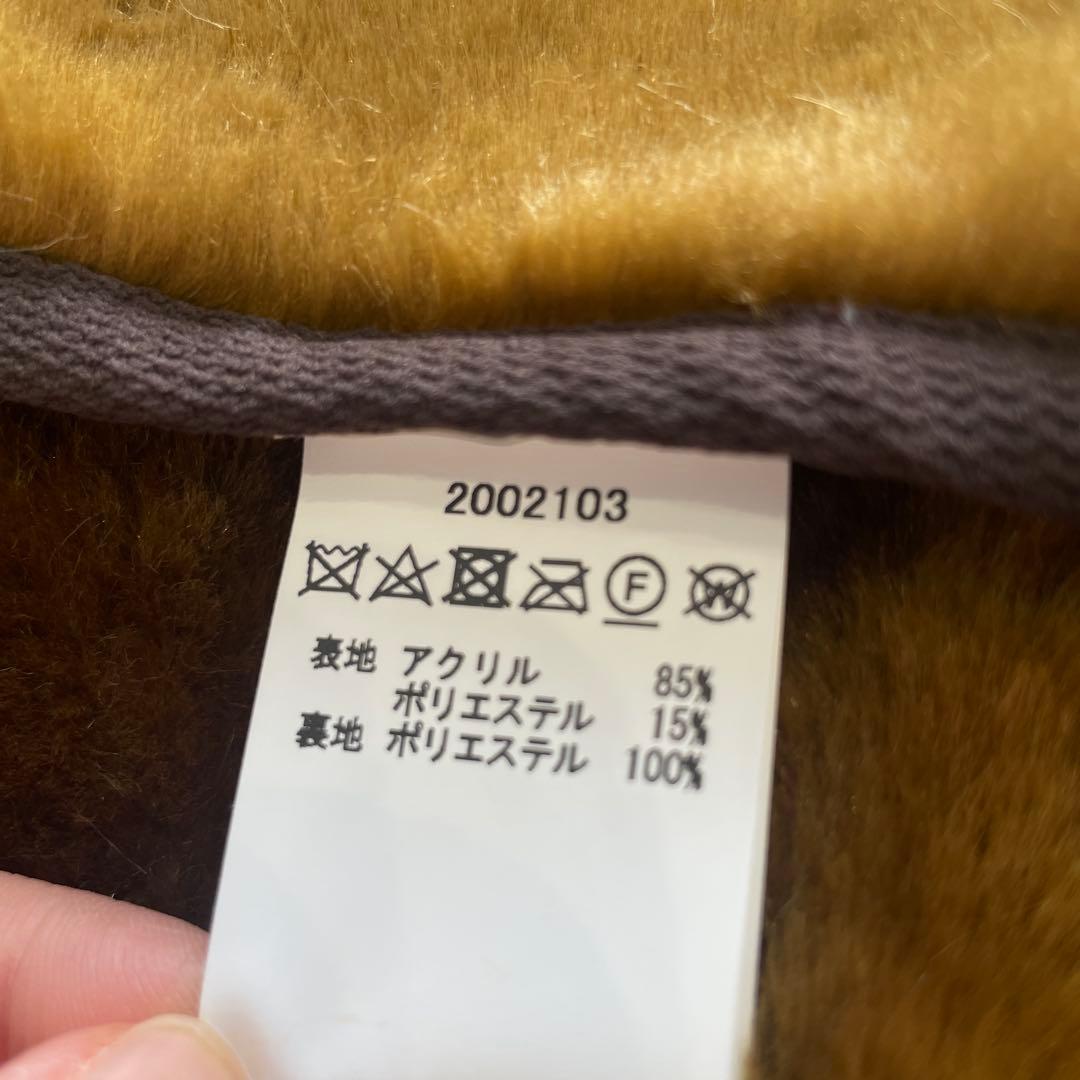 2002103
F W
表地 アクリル 85%
ポリエステル 15%
裏地 ポリエステル 100%